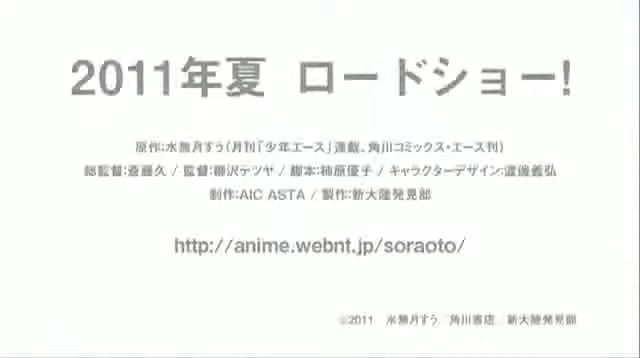 2011年夏 ロードショー!
原作:水無月すう(月刊「少年エース」連載、角川コミックス・エース刊)
総監督:斎藤久 / 監督:柳沢テツヤ / 脚本:柿原優子 / キャラクターデザイン:渡邊義弘
制作:AIC ASTA / 製作:新大陸発見部
http://anime.webnt.jp/soraoto/
©2011 水無月すう/角川書店/新大陸発見部